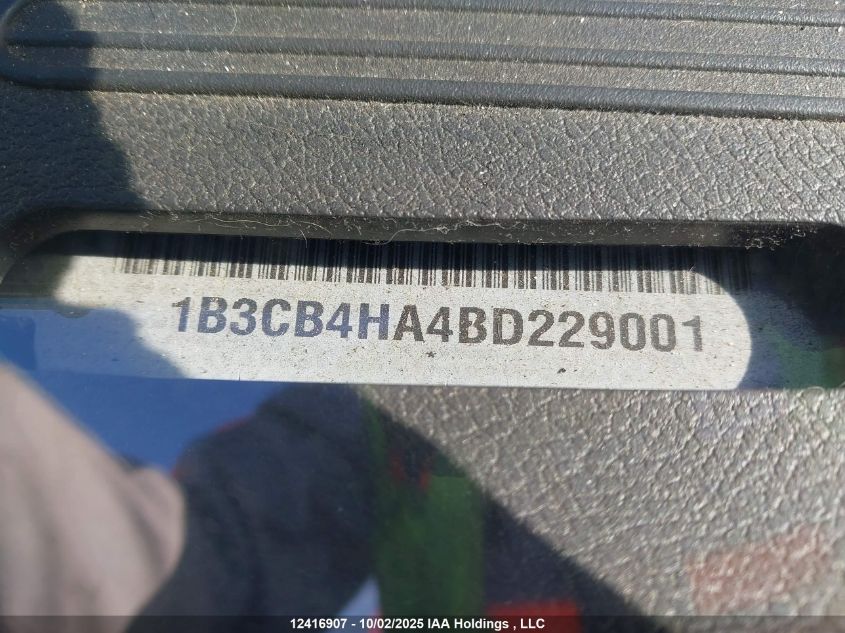 1B3CB4HA4BD229001
12416907 - 10/02/2025 IAA Holdings , LLC